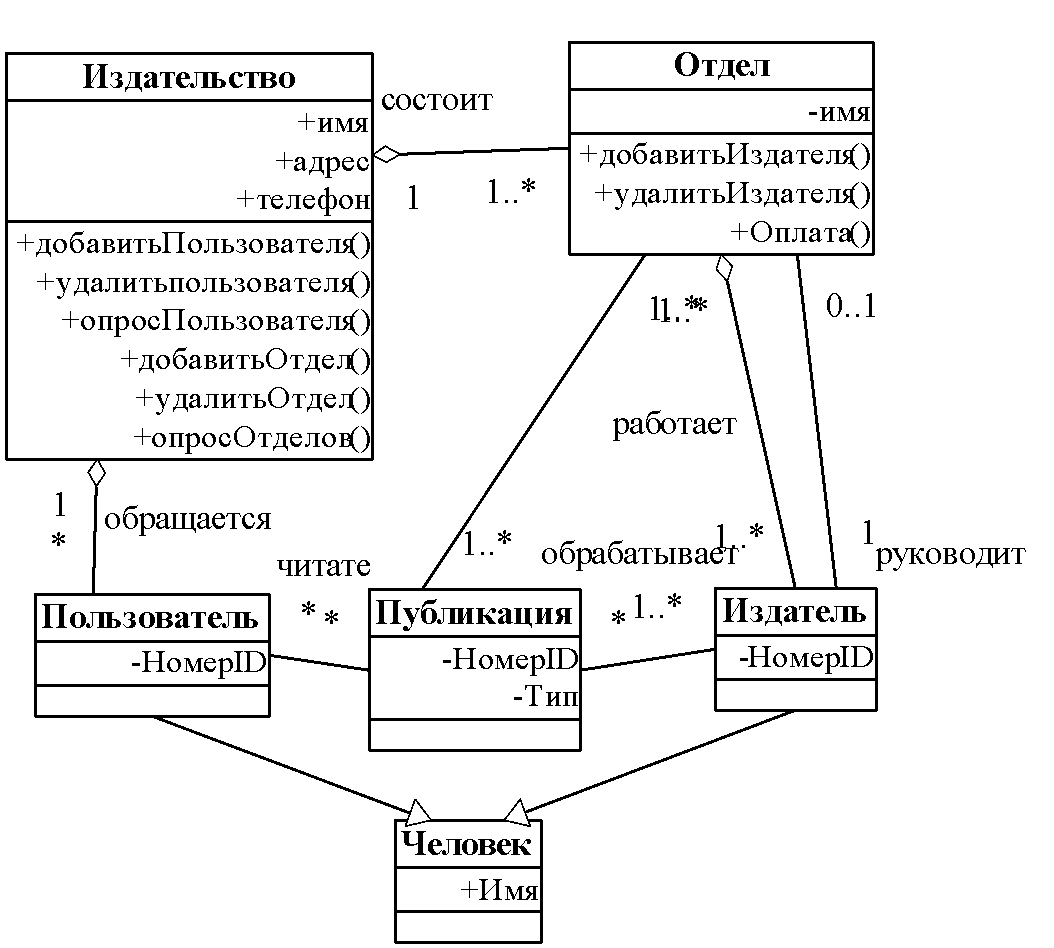 Издательство
+имя
+адрес
+телефон
+добавитьПользователя()
+удалитьпользователя()
+опросПользователя()
+добавитьОтдел()
+удалитьОтдел()
+опросОтделов()
состоит
1
1..*
Отдел
-имя
+добавитьИздателя()
+удалитьИздателя()
+Оплата()
1..*
1..*
0..1
работает
1
*
обращается
читате
* *
1..*
обрабатывает
1..*
1
руководит
* 1..*
Пользователь
-НомерID
Публикация
-НомерID
-Тип
Издатель
-НомерID
Человек
+Имя